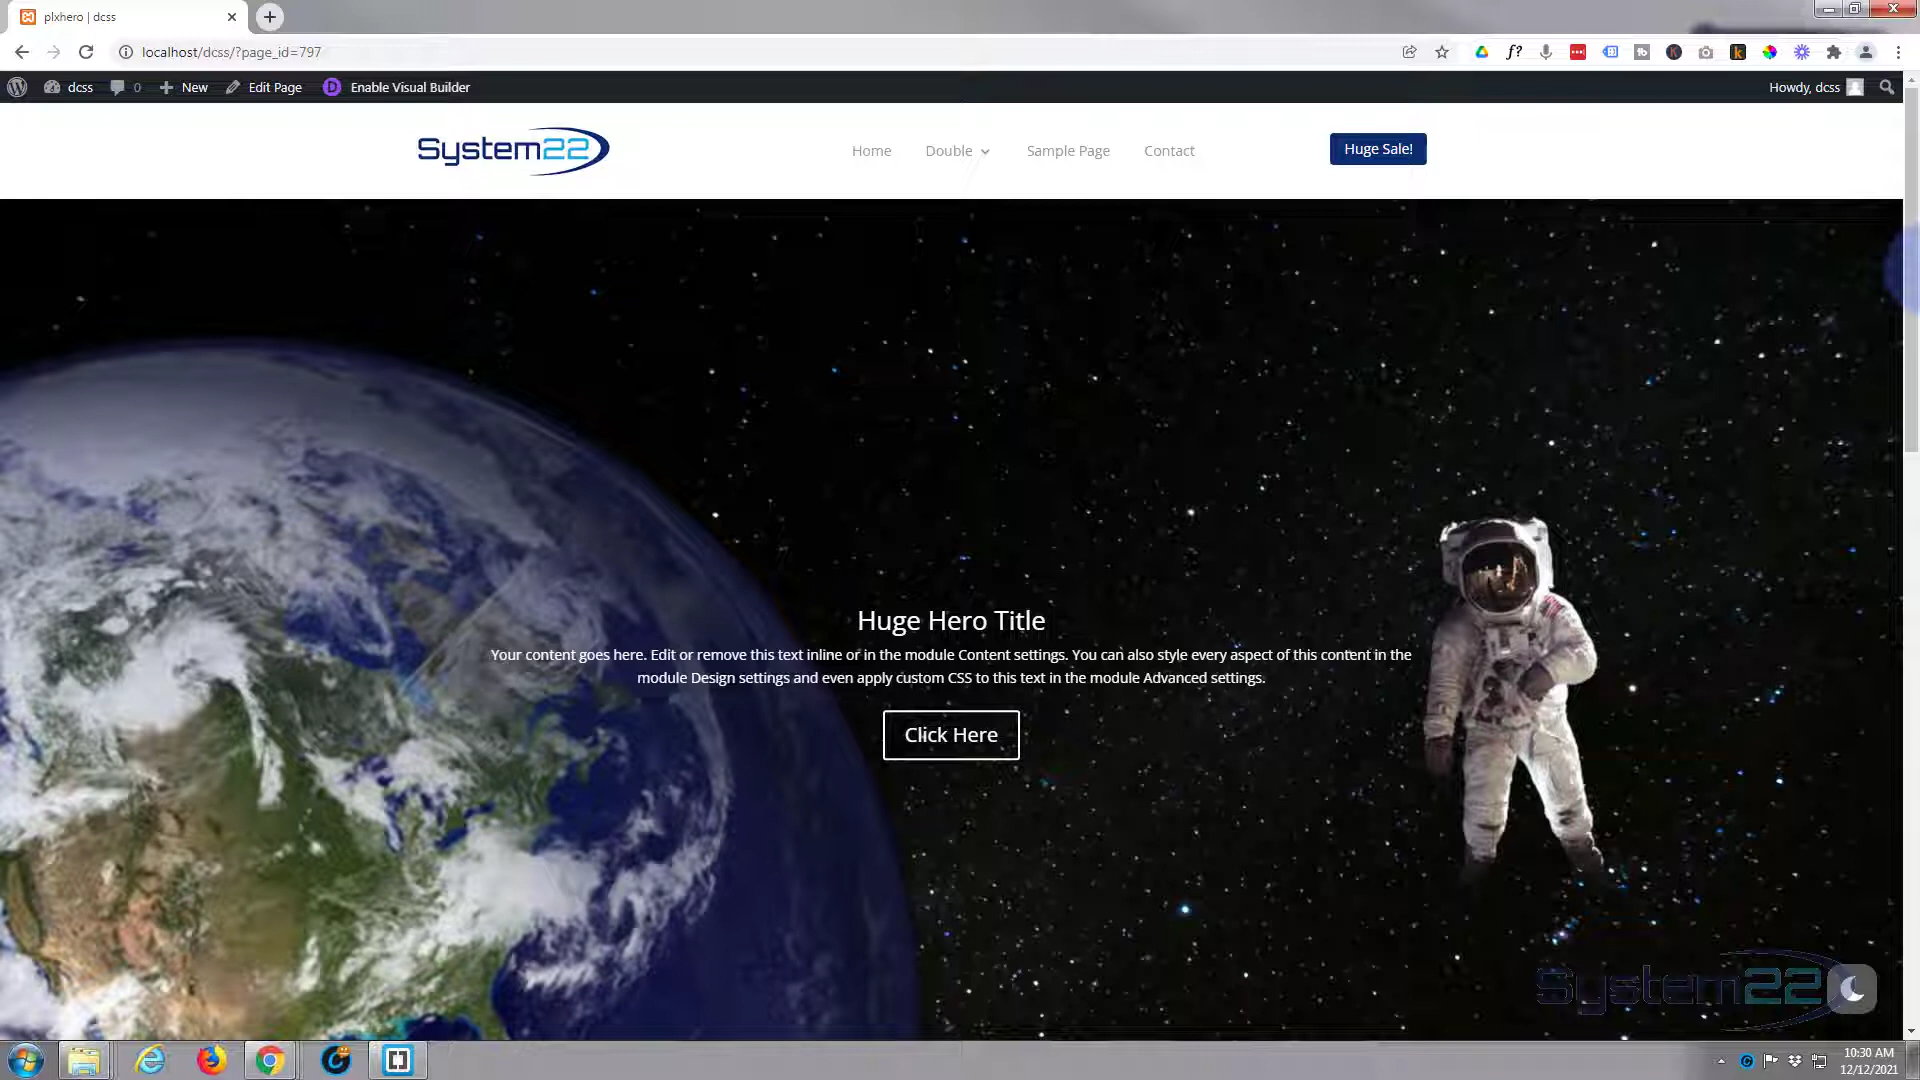 plxhero | dcss
localhost/dcss/?page_id=797
dcss 0 New Edit Page Enable Visual Builder Howdy, dcss
System22 Home Double Sample Page Contact Huge Sale!
Huge Hero Title
Your content goes here. Edit or remove this text inline or in the module Content settings. You can also style every aspect of this content in the
module Design settings and even apply custom CSS to this text in the module Advanced settings.
Click Here
System22
10:30 AM
12/12/2021